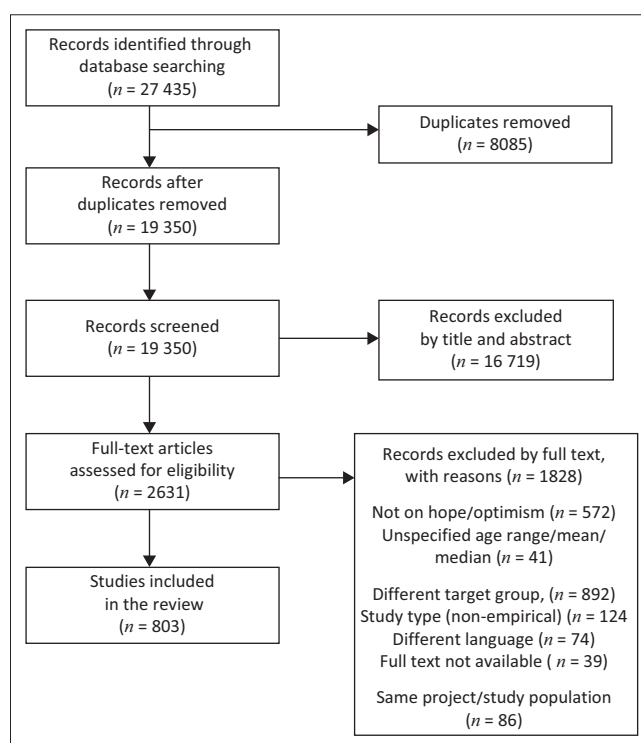 Records identified through
database searching
(n = 27 435)
Duplicates removed
(n = 8085)
Records after
duplicates removed
(n = 19 350)
Records screened
(n = 19 350)
Records excluded
by title and abstract
(n = 16 719)
Full-text articles
assessed for eligibility
(n = 2631)
Records excluded by full text,
with reasons (n = 1828)
Not on hope/optimism (n = 572)
Unspecified age range/mean/
median (n = 41)
Different target group, (n = 892)
Study type (non-empirical) (n = 124
Different language (n = 74)
Full text not available ( n = 39)
Same project/study population
(n = 86)
Studies included
in the review
(n = 803)